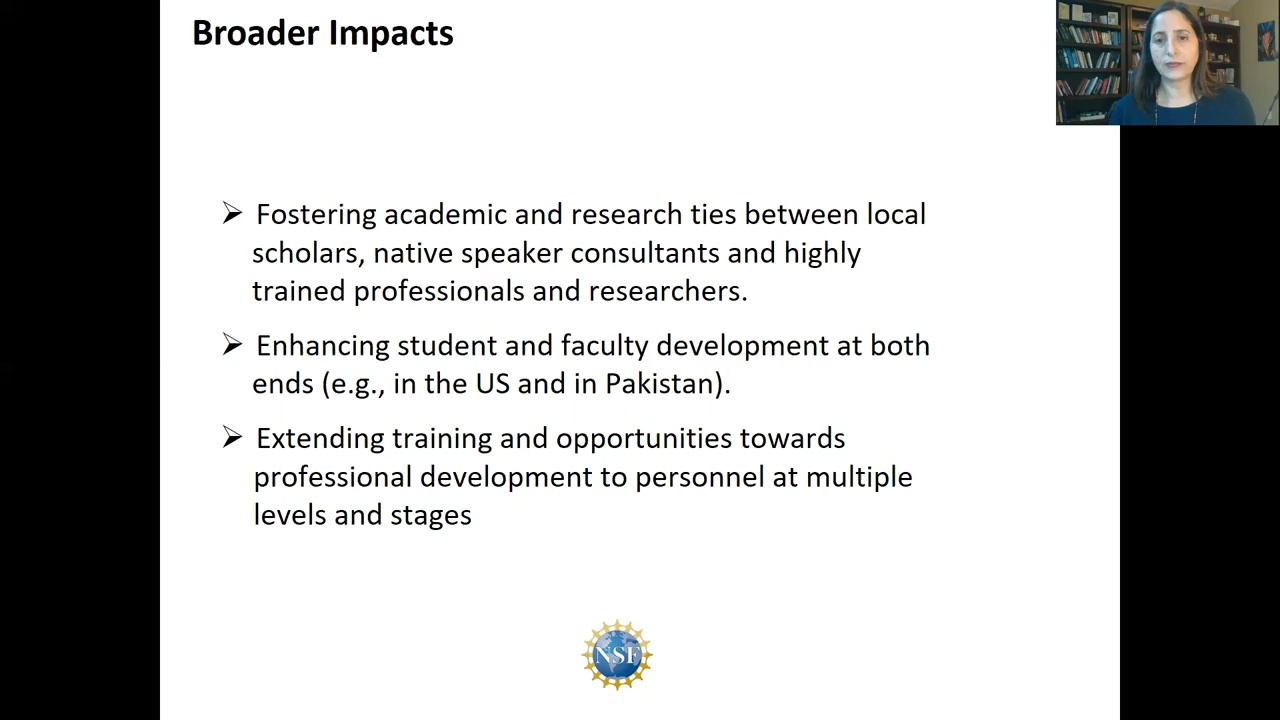 Broader Impacts
➢ Fostering academic and research ties between local
scholars, native speaker consultants and highly
trained professionals and researchers.
➢ Enhancing student and faculty development at both
ends (e.g., in the US and in Pakistan).
➢ Extending training and opportunities towards
professional development to personnel at multiple
levels and stages
NSF